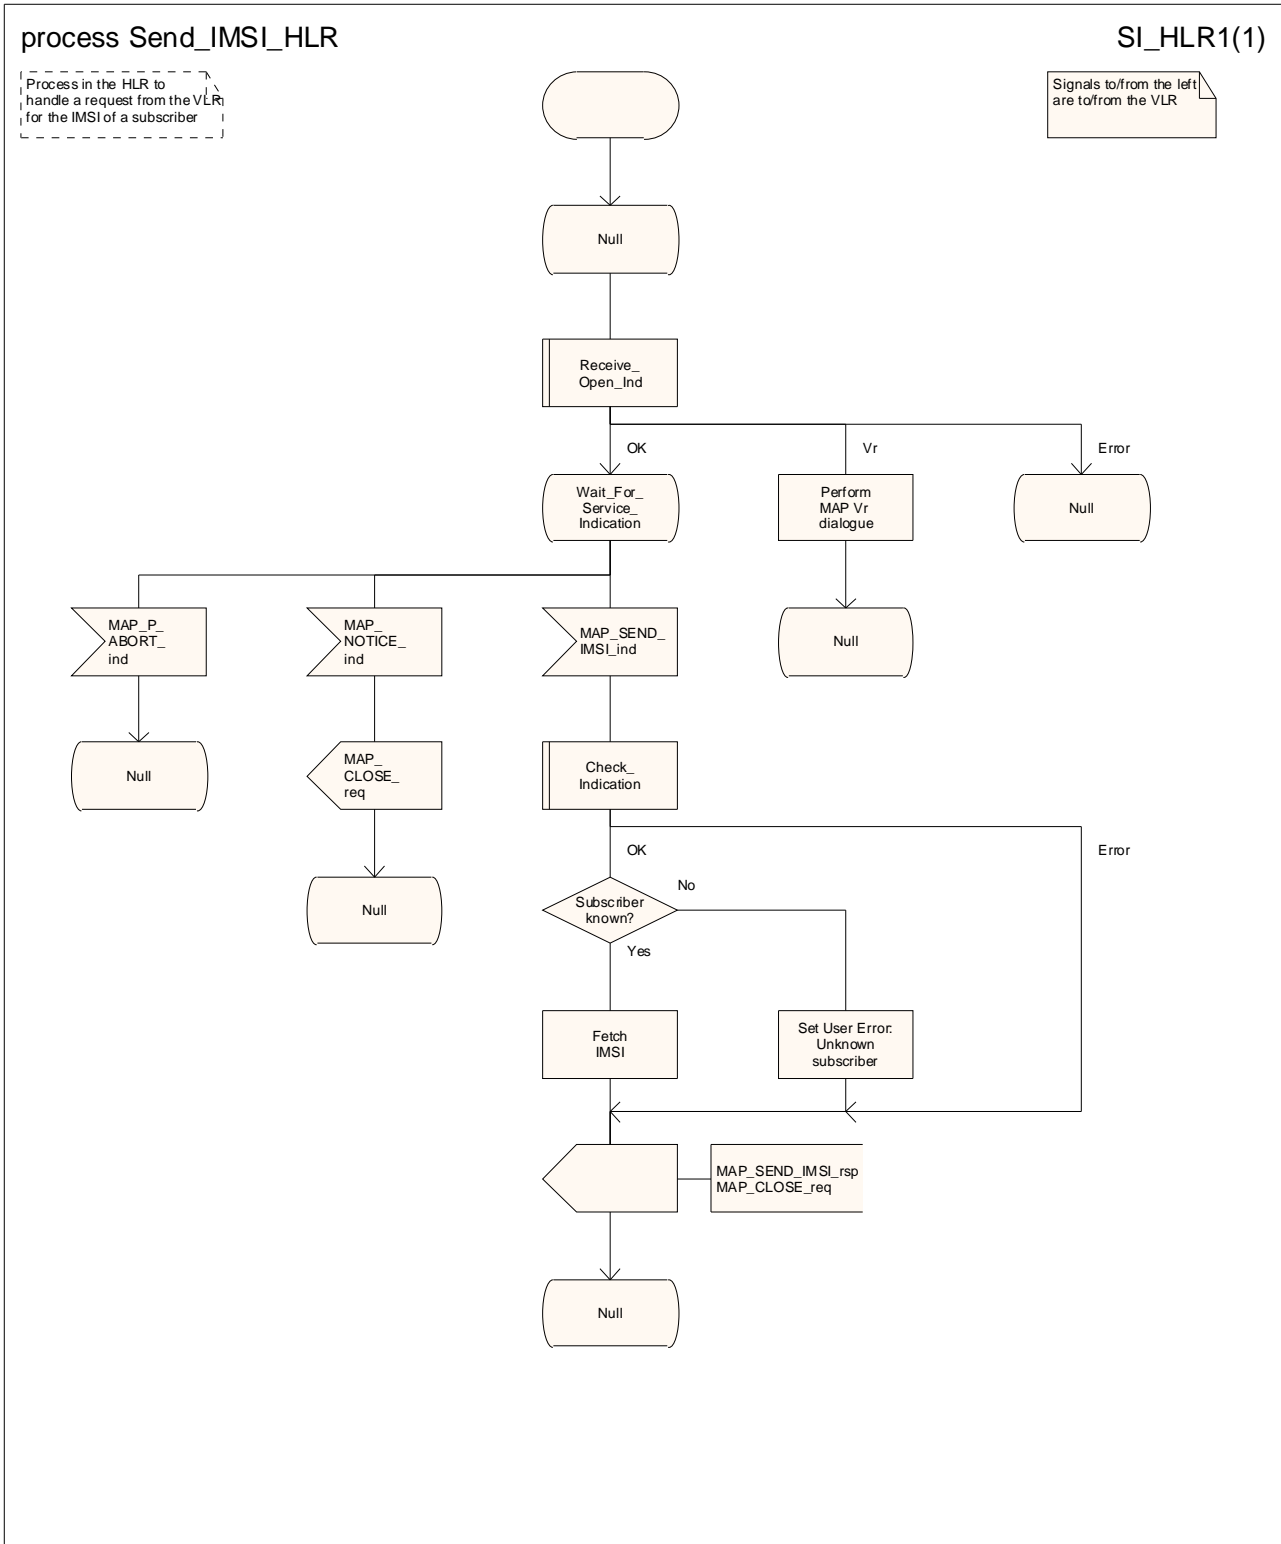 process Send_IMSI_HLR
SI_HLR1(1)
Process in the HLR to
handle a request from the VLR
for the IMSI of a subscriber
Signals to/from the left
are to/from the VLR
Null
Receive_
Open_Ind
OK
Vr
Error
Wait_For_
Service_
Indication
Perform
MAP Vr
dialogue
Null
MAP_P_
ABORT_
ind
MAP_
NOTICE_
ind
MAP_SEND_
IMSI_ind
Null
Null
MAP_
CLOSE_
req
Check_
Indication
OK
Error
Null
Subscriber
known?
No
Yes
Fetch
IMSI
Set User Error:
Unknown
subscriber
MAP_SEND_IMSI_rsp
MAP_CLOSE_req
Null